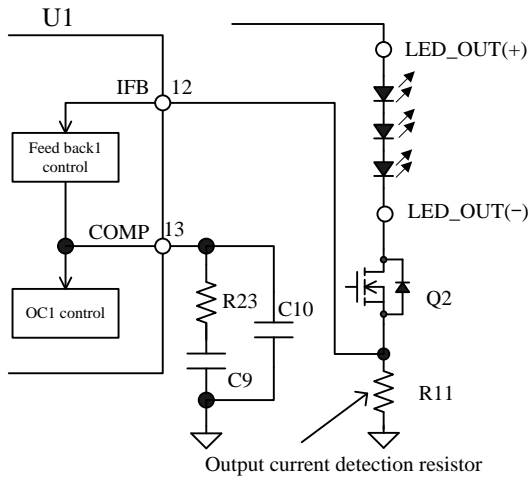 U1
LED_OUT(+)
IFB
12
Feed back1
control
LED_OUT(−)
COMP
13
R23
C10
Q2
OC1 control
C9
R11
Output current detection resistor